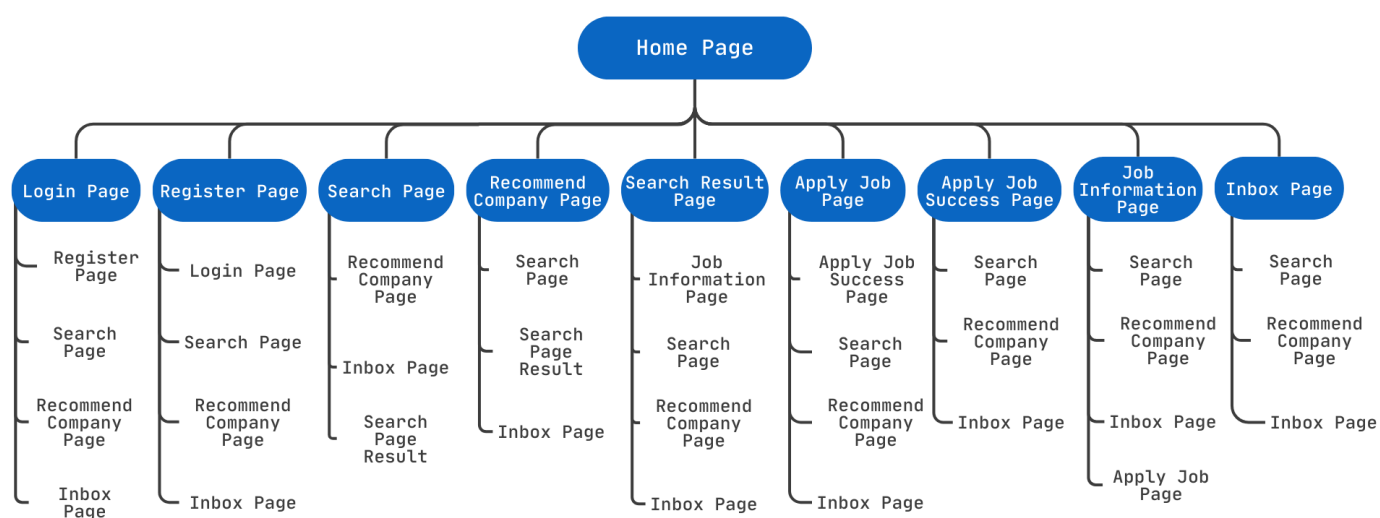 Home Page
Login Page
Register Page
Search Page
Recommend
Company Page
Search Result
Page
Apply Job
Page
Apply Job
Success Page
Job
Information
Page
Inbox Page
Register
Page
Search
Page
Recommend
Company
Page
Inbox
Page
Login Page
Search Page
Recommend
Company
Page
Inbox Page
Recommend
Company
Page
Inbox Page
Search
Page
Result
Search
Page
Search
Page
Result
Inbox Page
Job
Information
Page
Search
Page
Recommend
Company
Page
Inbox Page
Apply Job
Success
Page
Search
Page
Recommend
Company
Page
Inbox Page
Search
Page
Recommend
Company
Page
Inbox Page
Search
Page
Recommend
Company
Page
Inbox Page
Apply Job
Page
Search
Page
Recommend
Company
Page
Inbox Page